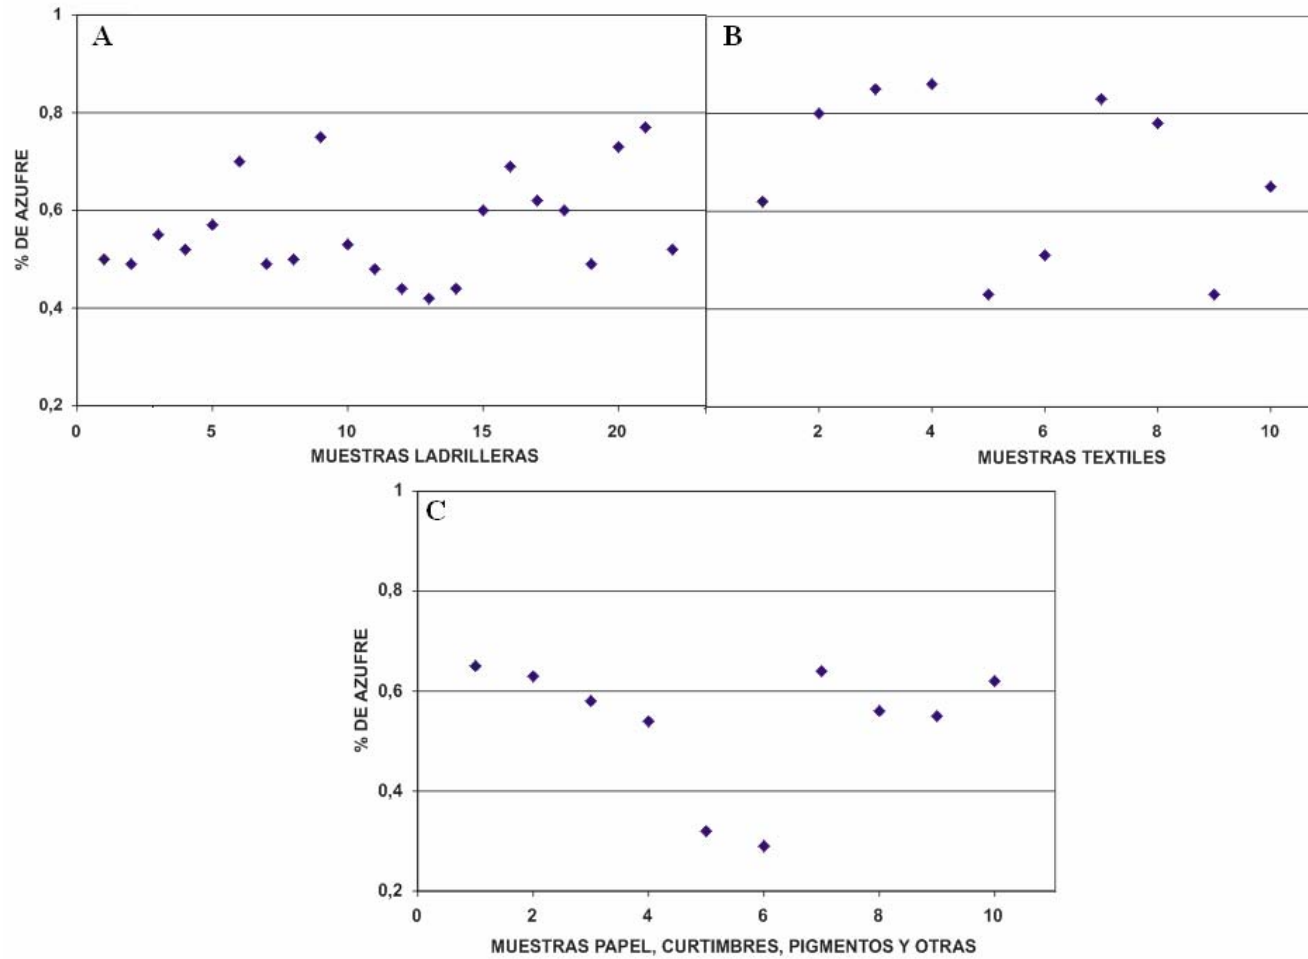 A
1
0,8
0,6
0,4
0,2
% DE AZUFRE
0 5 10 15 20
MUESTRAS LADRILLERAS
B
2 4 6 8 10
MUESTRAS TEXTILES
C
1
0,8
0,6
0,4
0,2
% DE AZUFRE
0 2 4 6 8 10
MUESTRAS PAPEL, CURTIMBRES, PIGMENTOS Y OTRAS